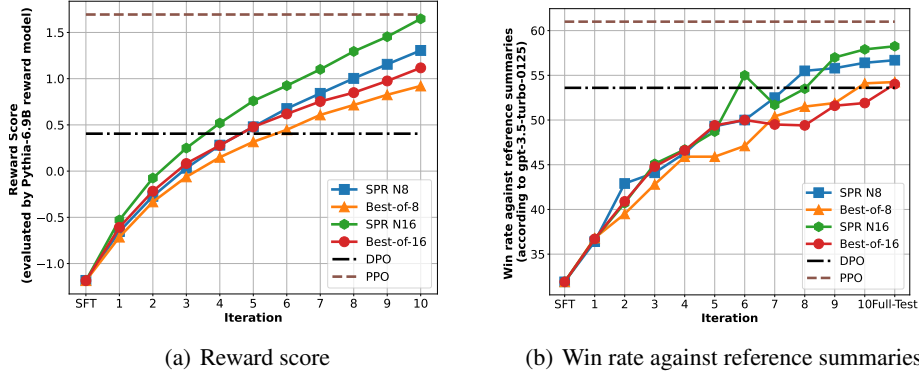 Reward Score
(evaluated by Pythia-6.9B reward model)
1.5
1.0
0.5
0.0
−0.5
−1.0
SPR N8
Best-of-8
SPR N16
Best-of-16
DPO
PPO
SFT 1 2 3 4 5 6 7 8 9 10
Iteration
(a) Reward score
Win rate against reference summaries
(according to gpt-3.5-turbo-0125)
60
55
50
45
40
35
SPR N8
Best-of-8
SPR N16
Best-of-16
DPO
PPO
SFT 1 2 3 4 5 6 7 8 9 10 Full-Test
Iteration
(b) Win rate against reference summaries